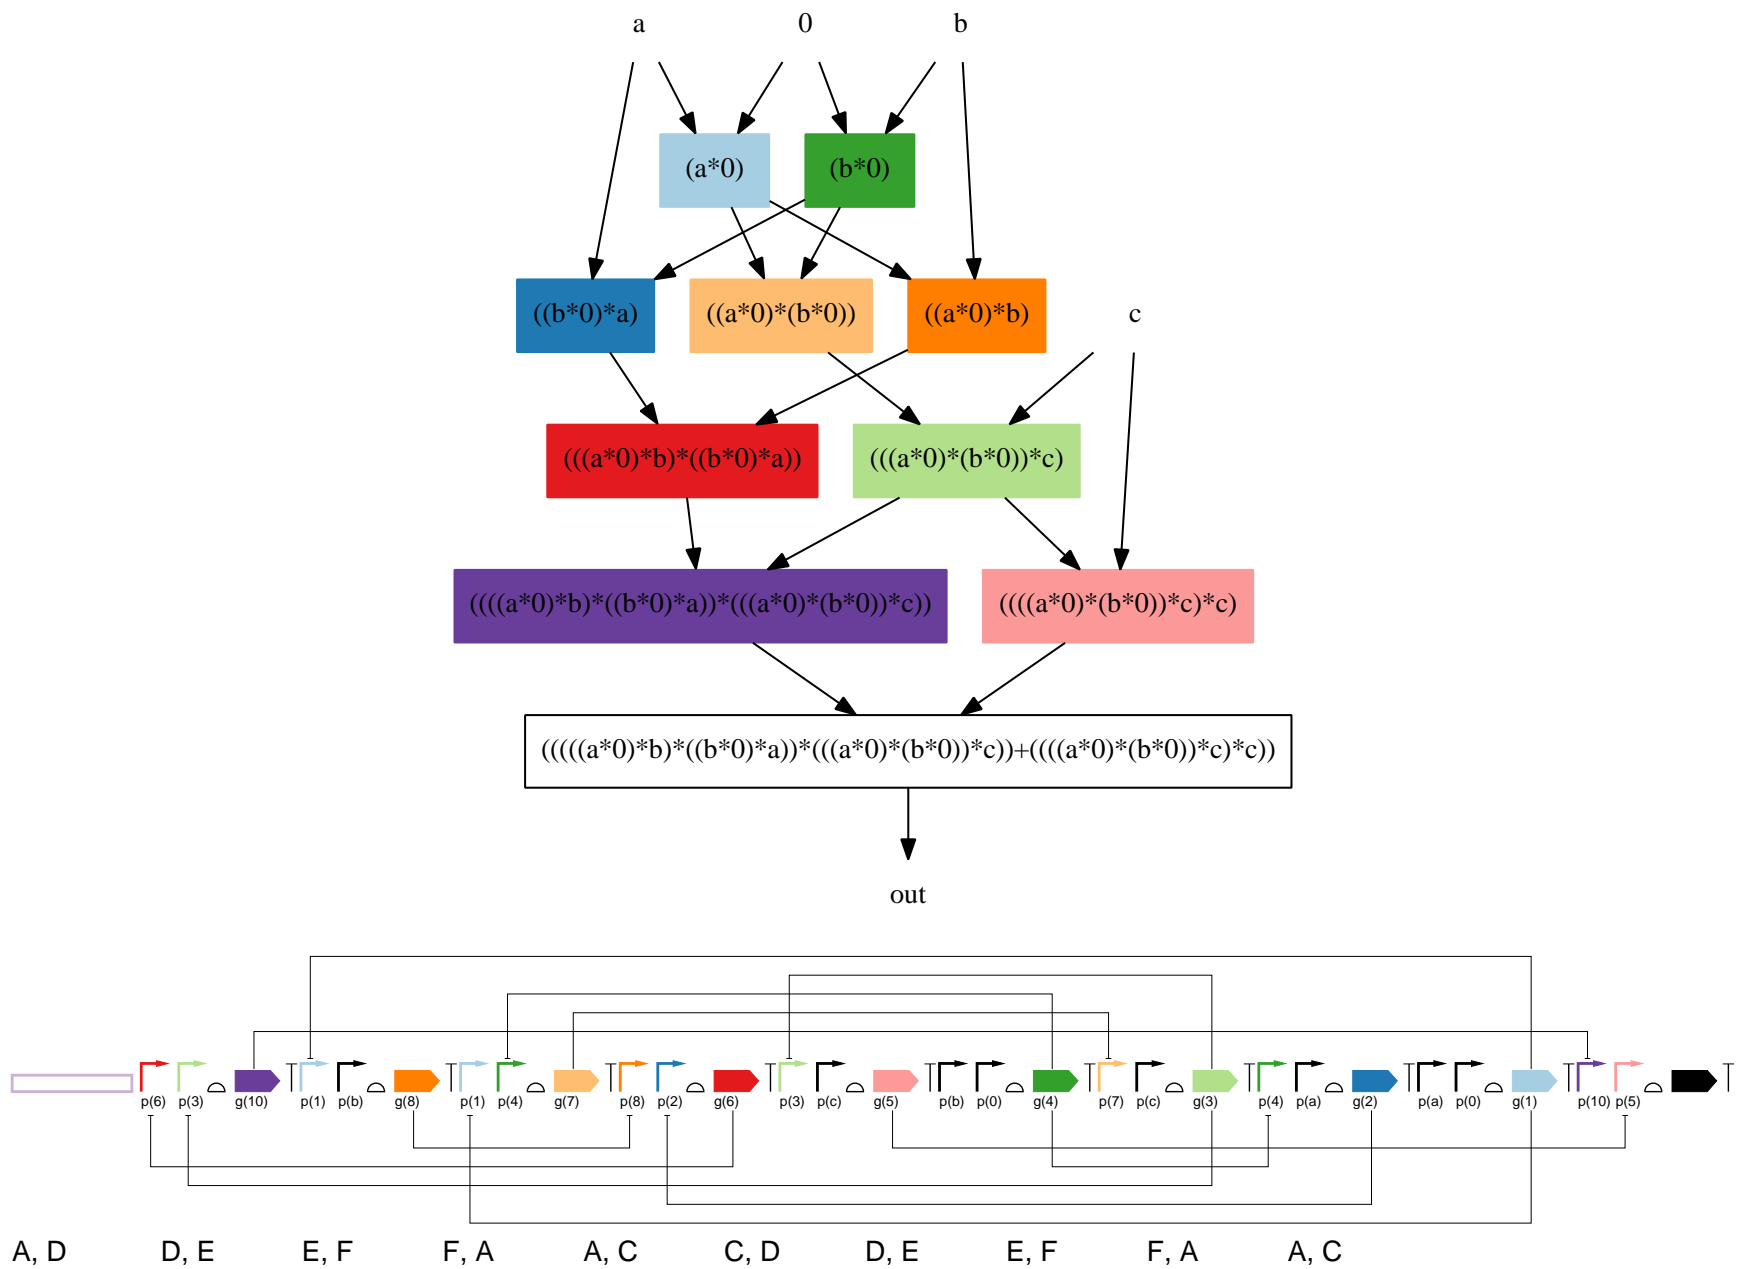 a 0 b
(a*0) (b*0)
((b*0)*a) ((a*0)*(b*0)) ((a*0)*b) c
(((a*0)*b)*((b*0)*a)) (((a*0)*(b*0))*c)
((((a*0)*b)*((b*0)*a))*(((a*0)*(b*0))*c)) ((((a*0)*(b*0))*c)*c)
(((((a*0)*b)*((b*0)*a))*(((a*0)*(b*0))*c))+((((a*0)*(b*0))*c)*c))
out
p(6) p(3) g(10) p(1) p(b) g(8) p(1) p(4) g(7) p(8) p(2) g(6) p(3) p(c) g(5) p(b) p(0) g(4) p(7) p(c) g(3) p(4) p(a) g(2) p(a) p(0) g(1) p(10) p(5)
A, D D, E E, F F, A A, C C, D D, E E, F F, A A, C